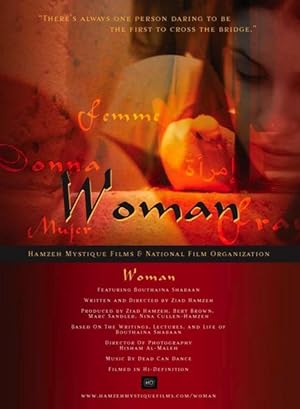 "There's always one person daring to be
the first to cross the bridge."
Femme
Donna
امرأة
Woman
Mujer
Frau
Hamzeh Mystique Films & National Film Organization
Woman
Featuring Bouthaina Shabaan
Written and Directed by Ziad Hamzeh
Produced by Ziad Hamzeh, Bert Brown,
Marc Sandler, Nina Cullen-Hamzeh
Based On The Writings, Lectures, and Life of
Bouthaina Shabaan
Director Of Photography
Hisham Al-Maleh
Music By Dead Can Dance
Filmed in Hi-Definition
HD
www.hamzehmystiquefilms.com/woman